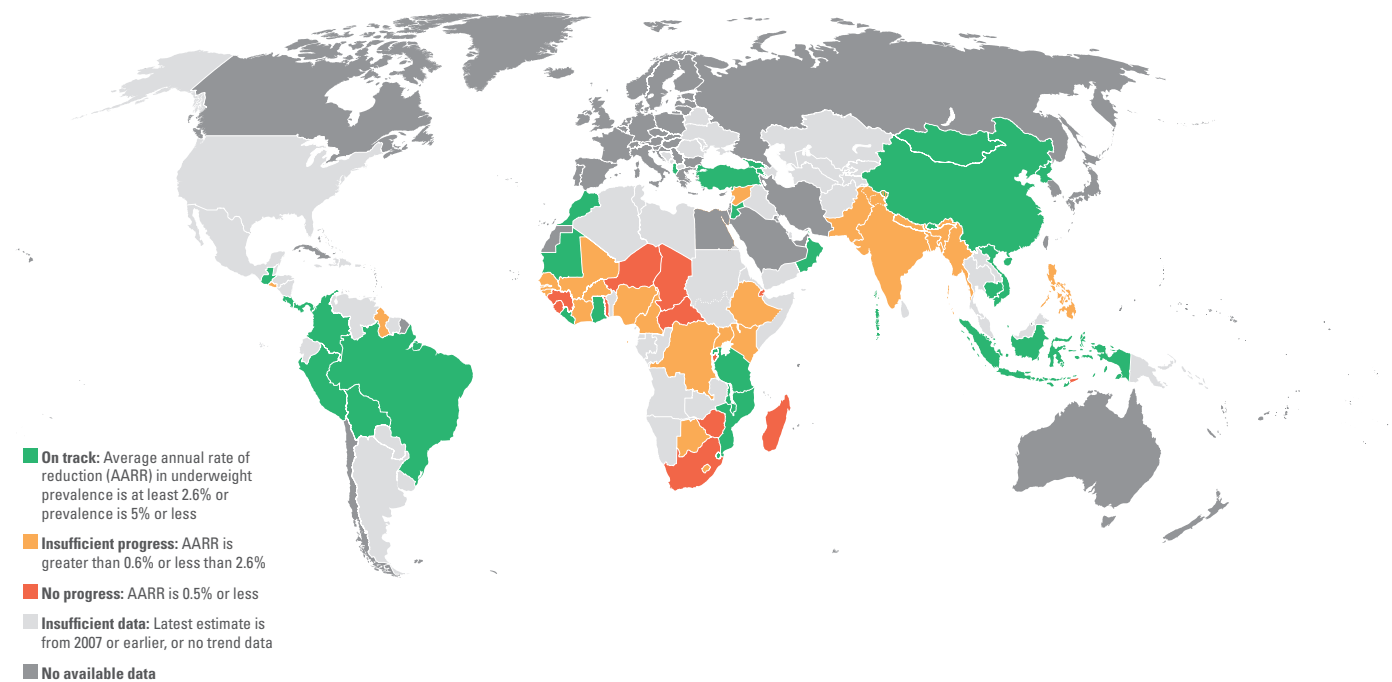 On track: Average annual rate of
reduction (AARR) in underweight
prevalence is at least 2.6% or
prevalence is 5% or less
Insufficient progress: AARR is
greater than 0.6% or less than 2.6%
No progress: AARR is 0.5% or less
Insufficient data: Latest estimate is
from 2007 or earlier, or no trend data
No available data